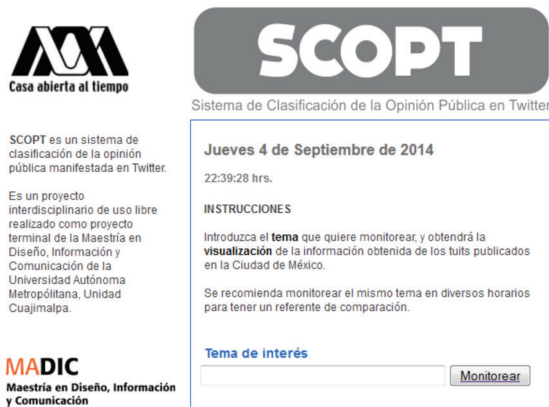 Casa abierta al tiempo
SCOPT es un sistema de
clasificación de la opinión
pública manifestada en Twitter.
Es un proyecto
interdisciplinario de uso libre
realizado como proyecto
terminal de la Maestría en
Diseño, Información y
Comunicación de la
Universidad Autónoma
Metropólitana, Unidad
Cuajimalpa.
MADIC
Maestría en Diseño, Información
y Comunicación
SCOPT
Sistema de Clasificación de la Opinión Pública en Twitter
Jueves 4 de Septiembre de 2014
22:39:28 hrs.
INSTRUCCIONES
Introduzca el tema que quiere monitorear, y obtendrá la
visualización de la información obtenida de los tuits publicados
en la Ciudad de México.
Se recomienda monitorear el mismo tema en diversos horarios
para tener un referente de comparación.
Tema de interés
Monitorear